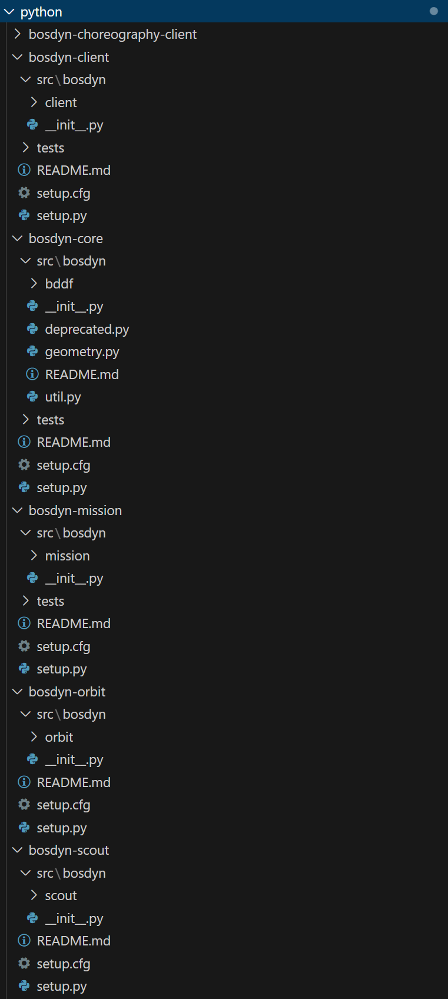 python
bosdyn-choreography-client
bosdyn-client
src\bosdyn
client
__init__.py
tests
README.md
setup.cfg
setup.py
bosdyn-core
src\bosdyn
bddf
__init__.py
deprecated.py
geometry.py
README.md
util.py
tests
README.md
setup.cfg
setup.py
bosdyn-mission
src\bosdyn
mission
__init__.py
tests
README.md
setup.cfg
setup.py
bosdyn-orbit
src\bosdyn
orbit
__init__.py
README.md
setup.cfg
setup.py
bosdyn-scout
src\bosdyn
scout
__init__.py
README.md
setup.cfg
setup.py